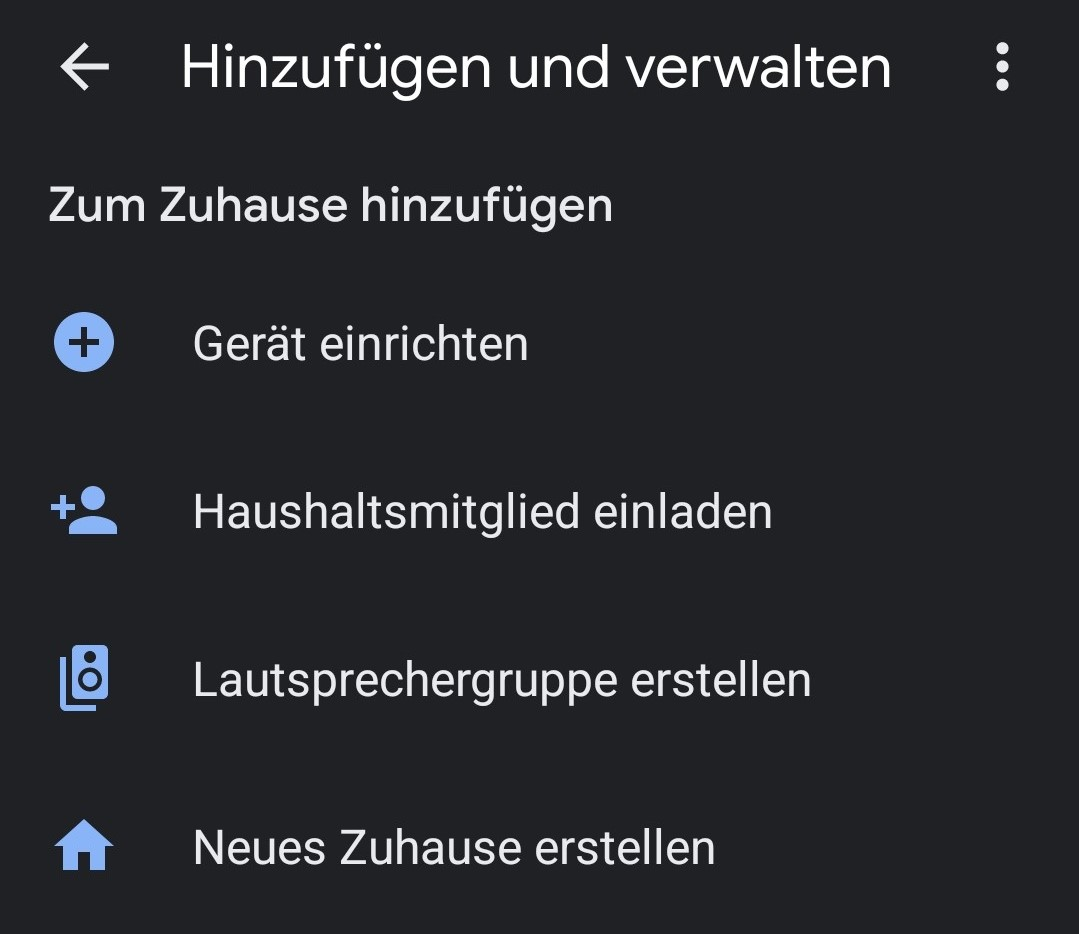 Hinzufügen und verwalten
Zum Zuhause hinzufügen
Gerät einrichten
Haushaltsmitglied einladen
Lautsprechergruppe erstellen
Neues Zuhause erstellen